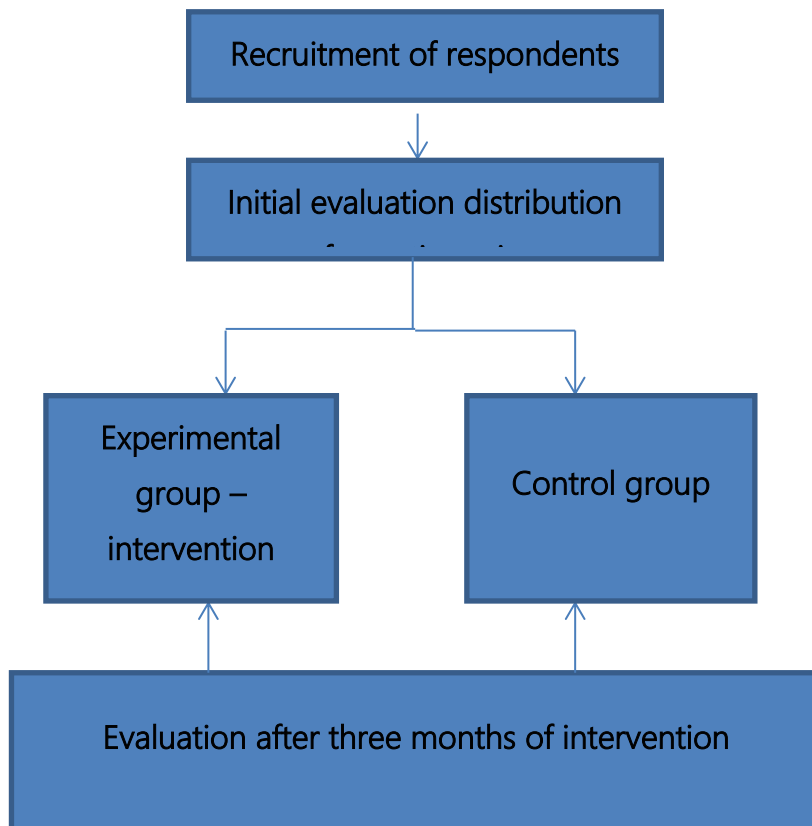 Recruitment of respondents
Initial evaluation distribution
Experimental
group –
intervention
Control group
Evaluation after three months of intervention